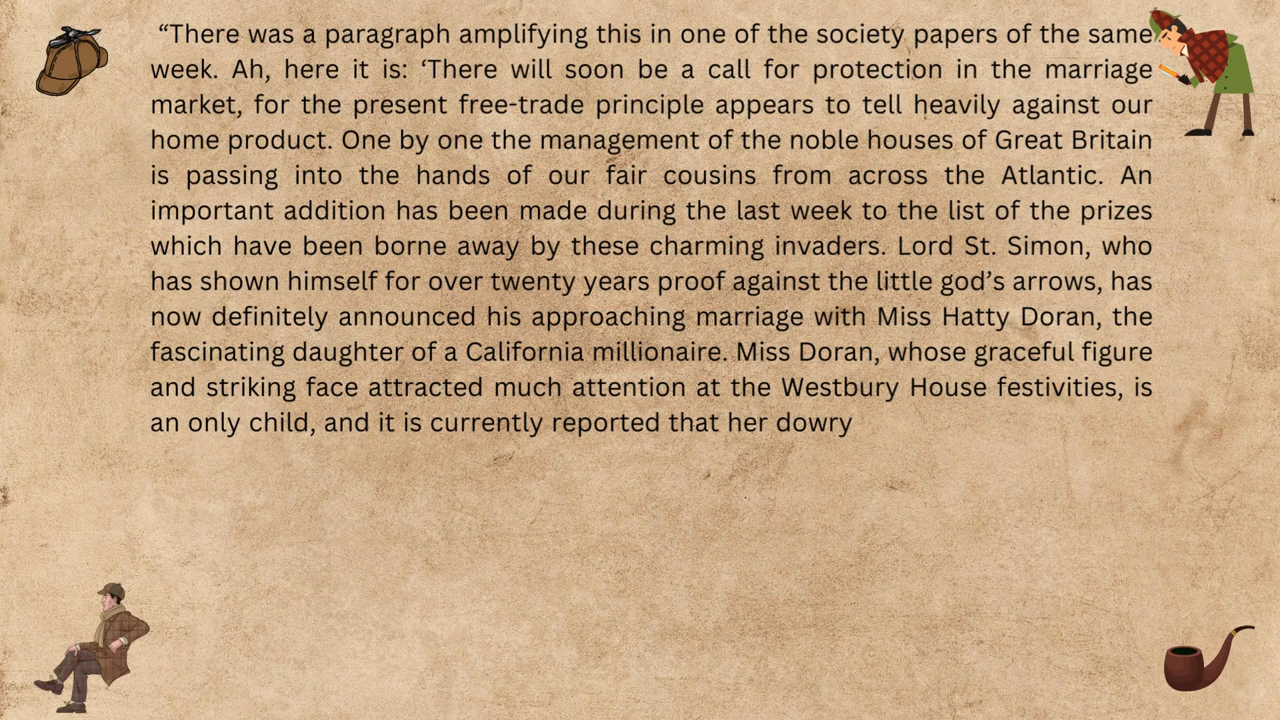 “There was a paragraph amplifying this in one of the society papers of the same
week. Ah, here it is: ‘There will soon be a call for protection in the marriage
market, for the present free-trade principle appears to tell heavily against our
home product. One by one the management of the noble houses of Great Britain
is passing into the hands of our fair cousins from across the Atlantic. An
important addition has been made during the last week to the list of the prizes
which have been borne away by these charming invaders. Lord St. Simon, who
has shown himself for over twenty years proof against the little god’s arrows, has
now definitely announced his approaching marriage with Miss Hatty Doran, the
fascinating daughter of a California millionaire. Miss Doran, whose graceful figure
and striking face attracted much attention at the Westbury House festivities, is
an only child, and it is currently reported that her dowry